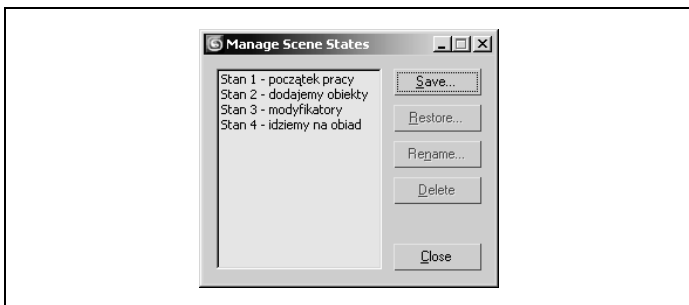 Manage Scene States
Stan 1 - początek pracy
Stan 2 - dodajemy obiekty
Stan 3 - modyfikatory
Stan 4 - idziemy na obiad
Save...
Restore...
Rename...
Delete
Close